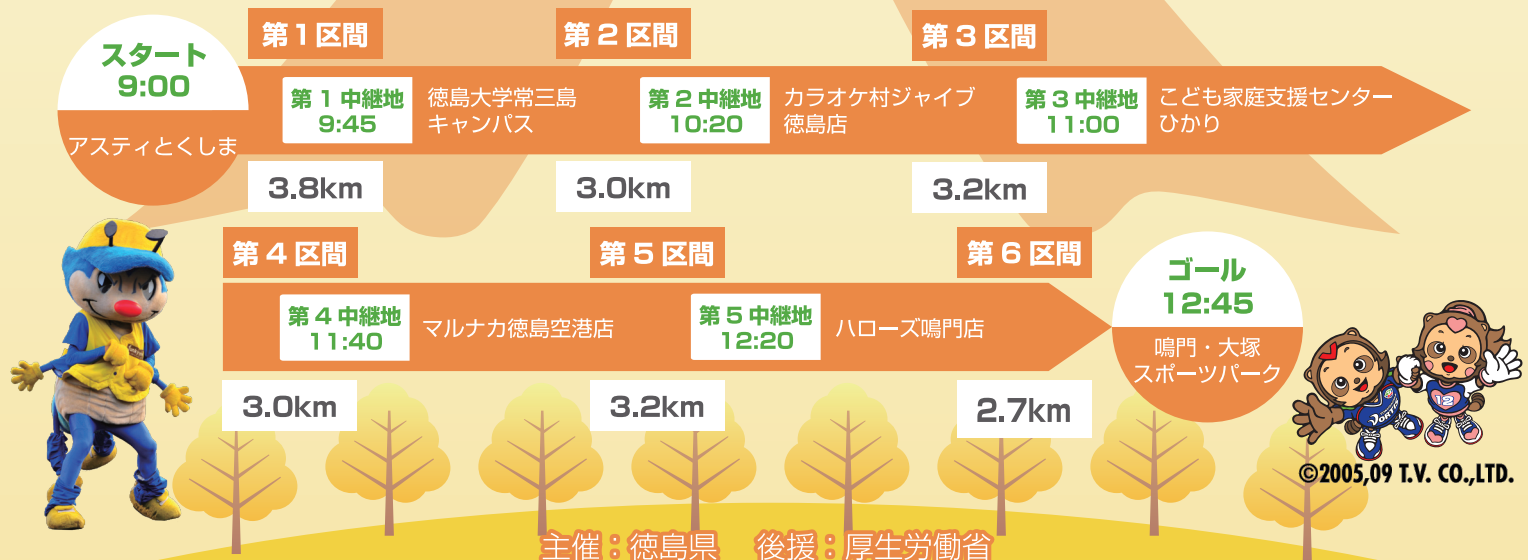 スタート
9:00
アスティとくしま
第1区間
第2区間
第3区間
第1中継地
9:45
徳島大学常三島
キャンパス
第2中継地
10:20
カラオケ村ジャイブ
徳島店
第3中継地
11:00
こども家庭支援センター
ひかり
3.8km
3.0km
3.2km
第4区間
第5区間
第6区間
第4中継地
11:40
マルナカ徳島空港店
第5中継地
12:20
ハローズ鳴門店
ゴール
12:45
鳴門・大塚
スポーツパーク
3.0km
3.2km
2.7km
12
©2005,09 T.V. CO.,LTD.
主催：徳島県　後援：厚生労働省